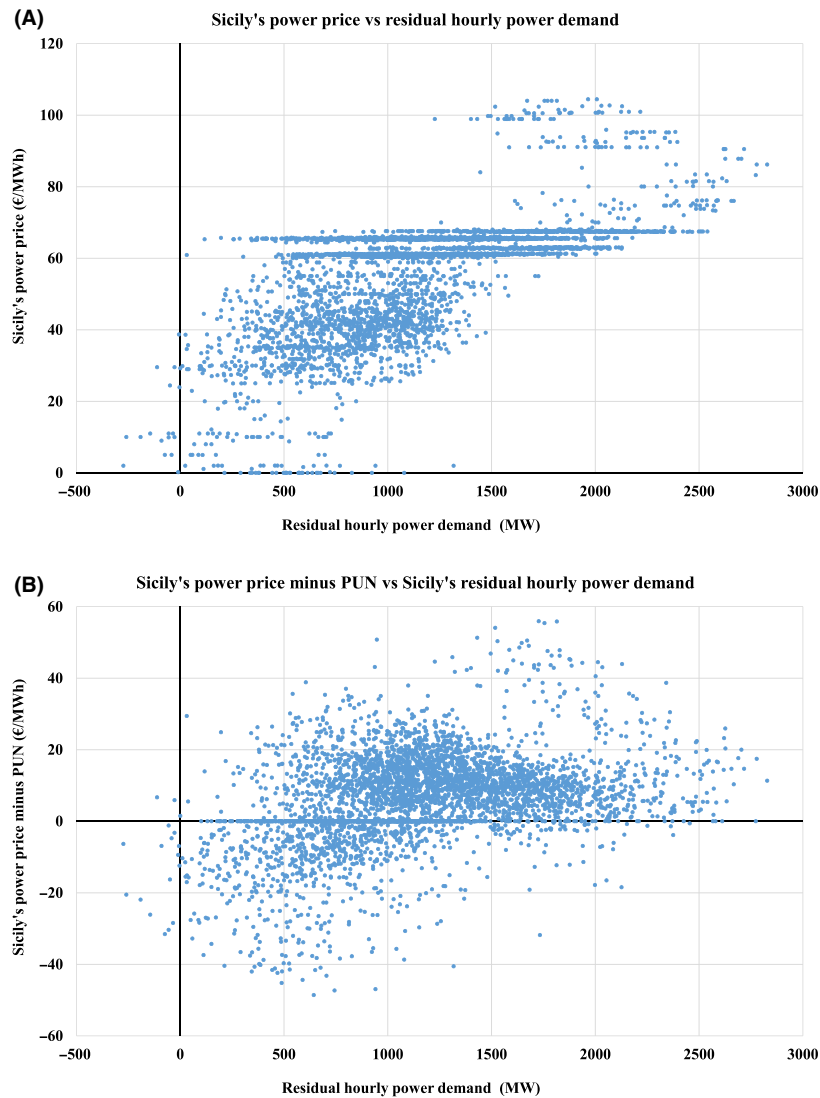 (A)
Sicily's power price vs residual hourly power demand
120
100
80
60
40
20
0
Sicily's power price (€/MWh)
−500 0 500 1000 1500 2000 2500 3000
Residual hourly power demand (MW)
(B)
Sicily's power price minus PUN vs Sicily's residual hourly power demand
60
40
20
0
−20
−40
−60
Sicily's power price minus PUN (€/MWh)
−500 0 500 1000 1500 2000 2500 3000
Residual hourly power demand (MW)